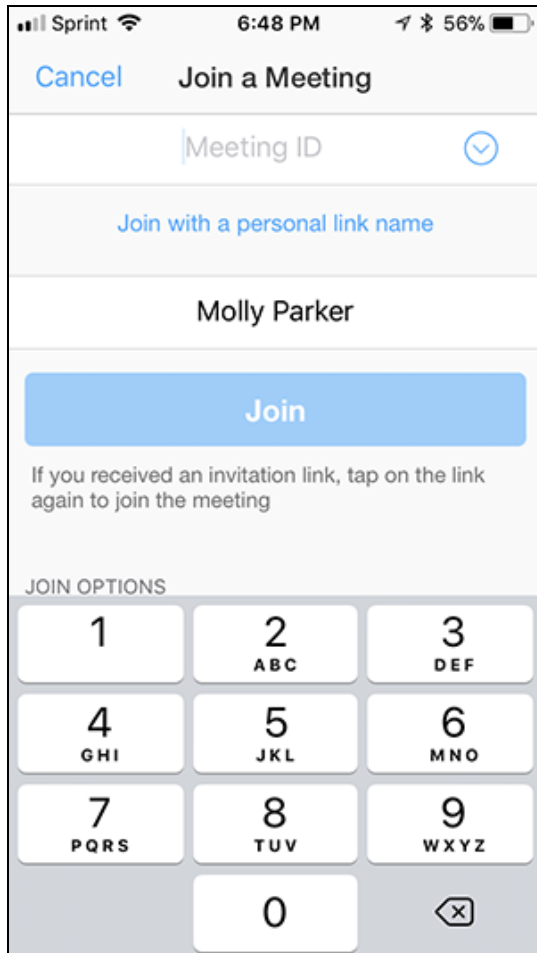 Sprint 6:48 PM 56%
Cancel Join a Meeting
Meeting ID
Join with a personal link name
Molly Parker
Join
If you received an invitation link, tap on the link
again to join the meeting
JOIN OPTIONS
1 2 3
ABC DEF
4 5 6
GHI JKL MNO
7 8 9
PQRS TUV WXYZ
0